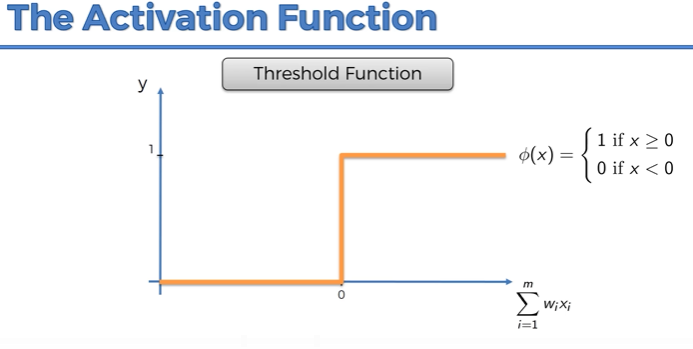 The Activation Function
Threshold Function
y
1
ϕ(x) = { 1 if x ≥ 0
0 if x < 0
0
m
∑ wᵢxᵢ
i=1